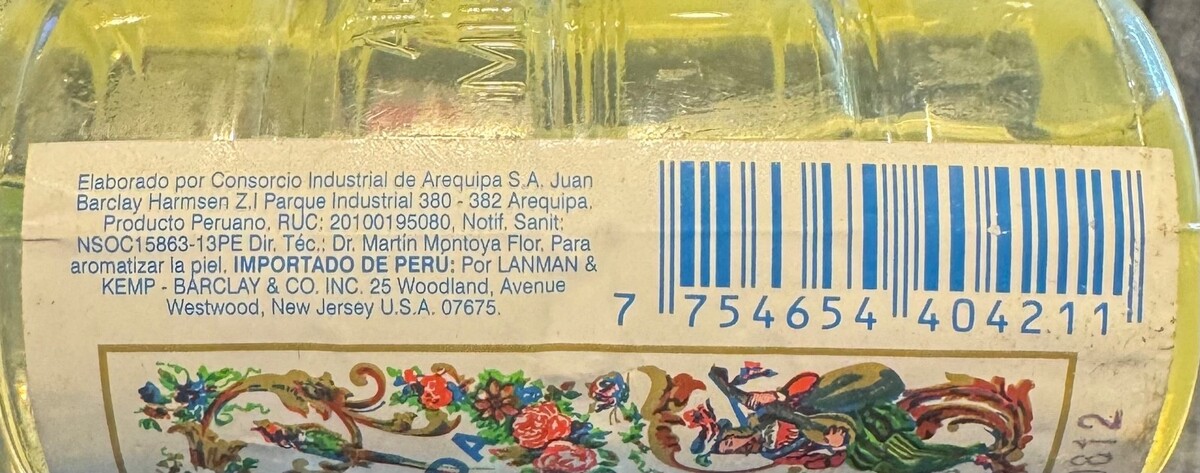 Elaborado por Consorcio Industrial de Arequipa S.A. Juan
Barclay Harmsen Z.I Parque Industrial 380 - 382 Arequipa.
Producto Peruano, RUC: 20100195080, Notif. Sanit:
NSOC15863-13PE Dir. Téc.: Dr. Martín Montoya Flor. Para
aromatizar la piel. IMPORTADO DE PERÚ: Por LANMAN &
KEMP - BARCLAY & CO. INC. 25 Woodland, Avenue
Westwood, New Jersey U.S.A. 07675.
7 754654 404211
812